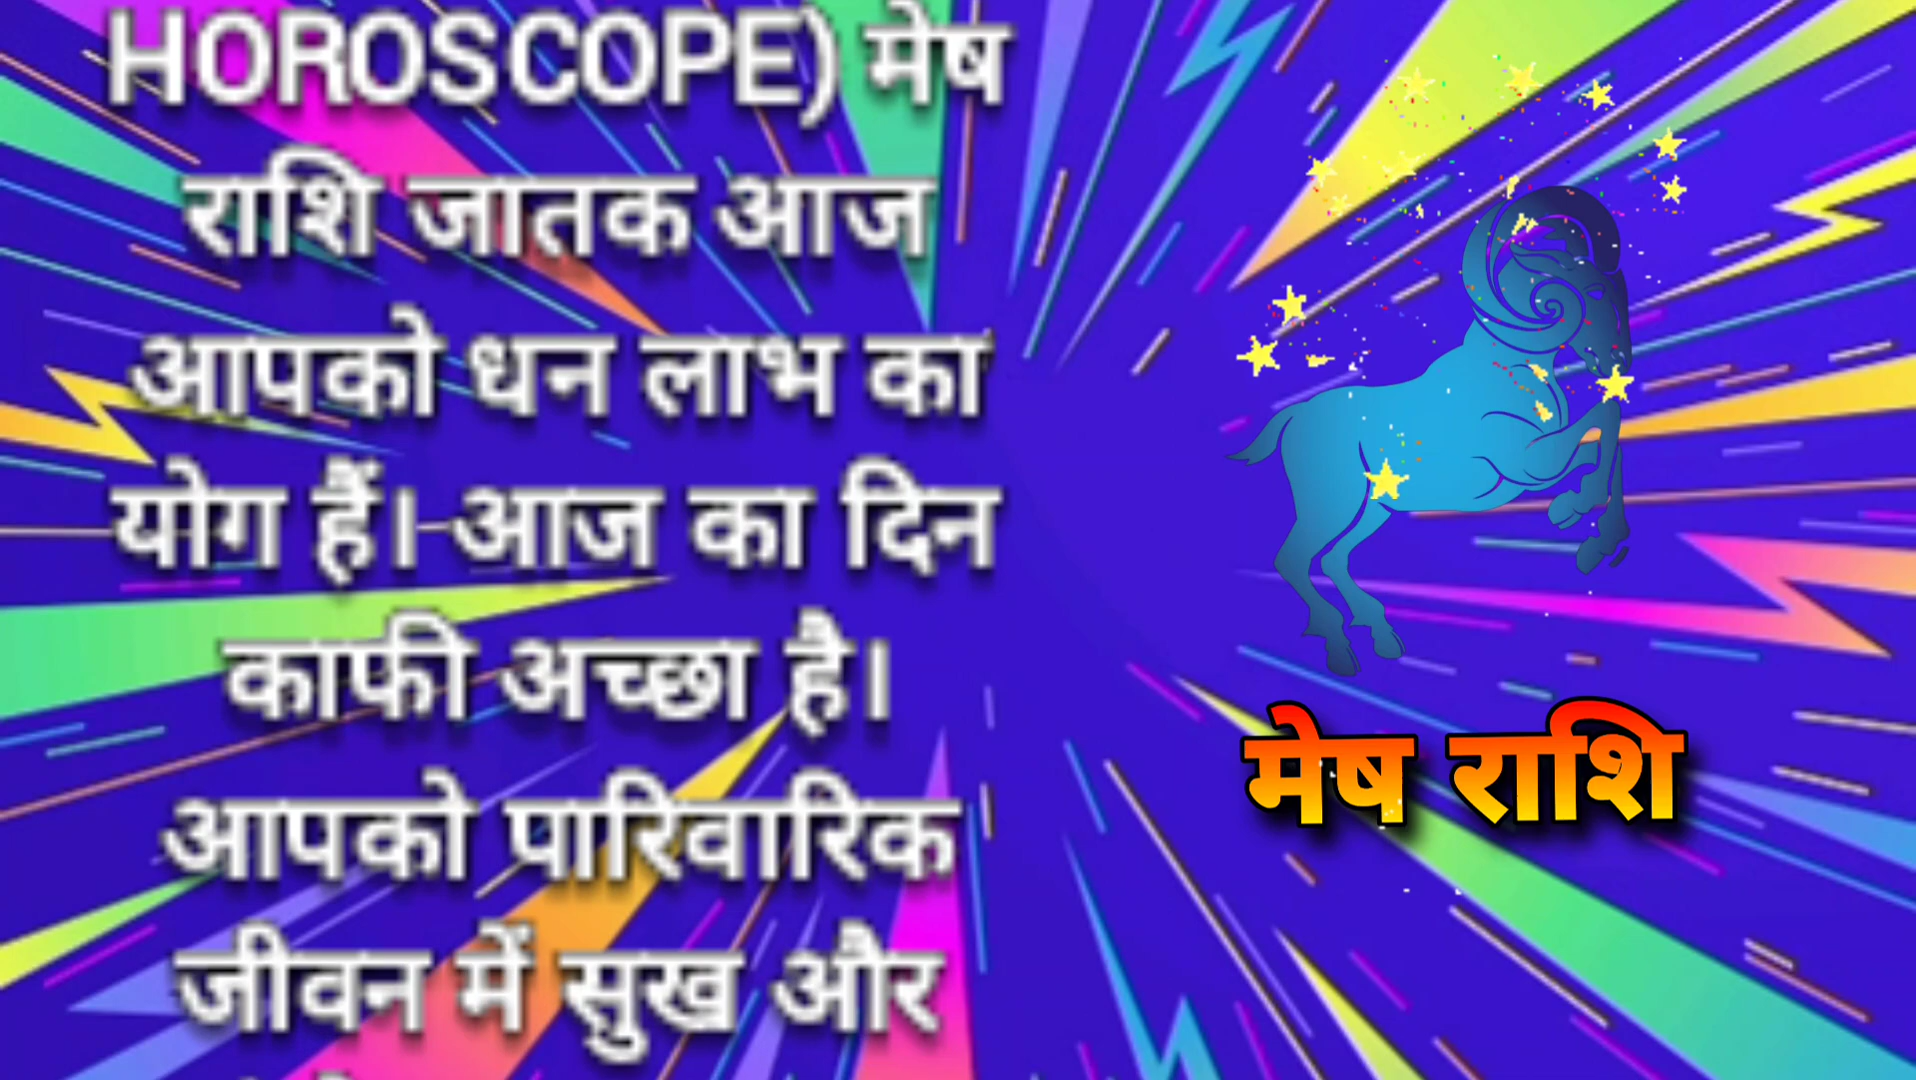 HOROSCOPE) मेष
राशि जातक आज
आपको धन लाभ का
योग हैं। आज का दिन
काफी अच्छा है।
आपको पारिवारिक
जीवन में सुख और
मेष राशि